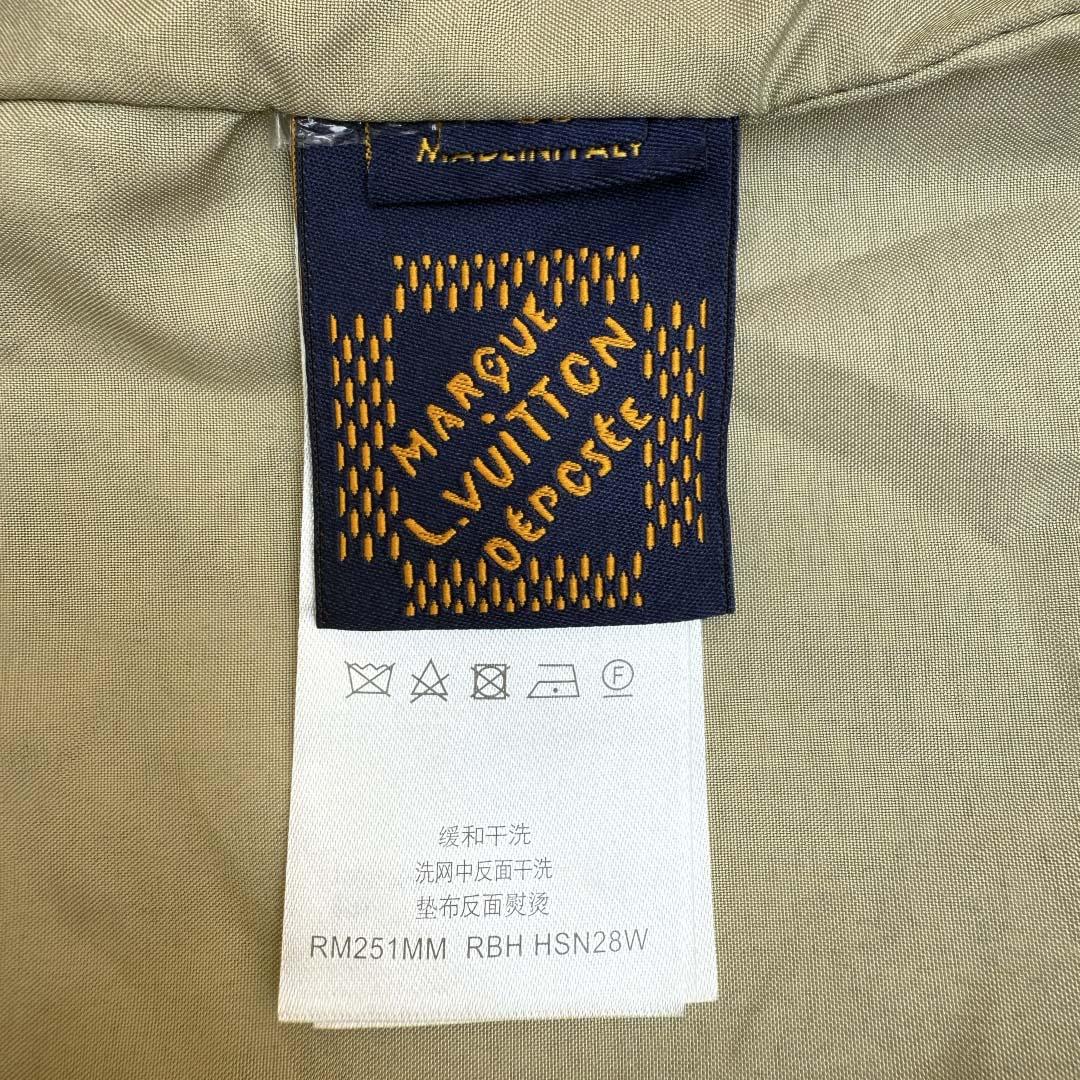 MADE IN ITALY
MARQUE
L.VUITTON
DÉPOSÉE
F
缓和干洗
洗网中反面干洗
垫布反面熨烫
RM251MM RBH HSN28W